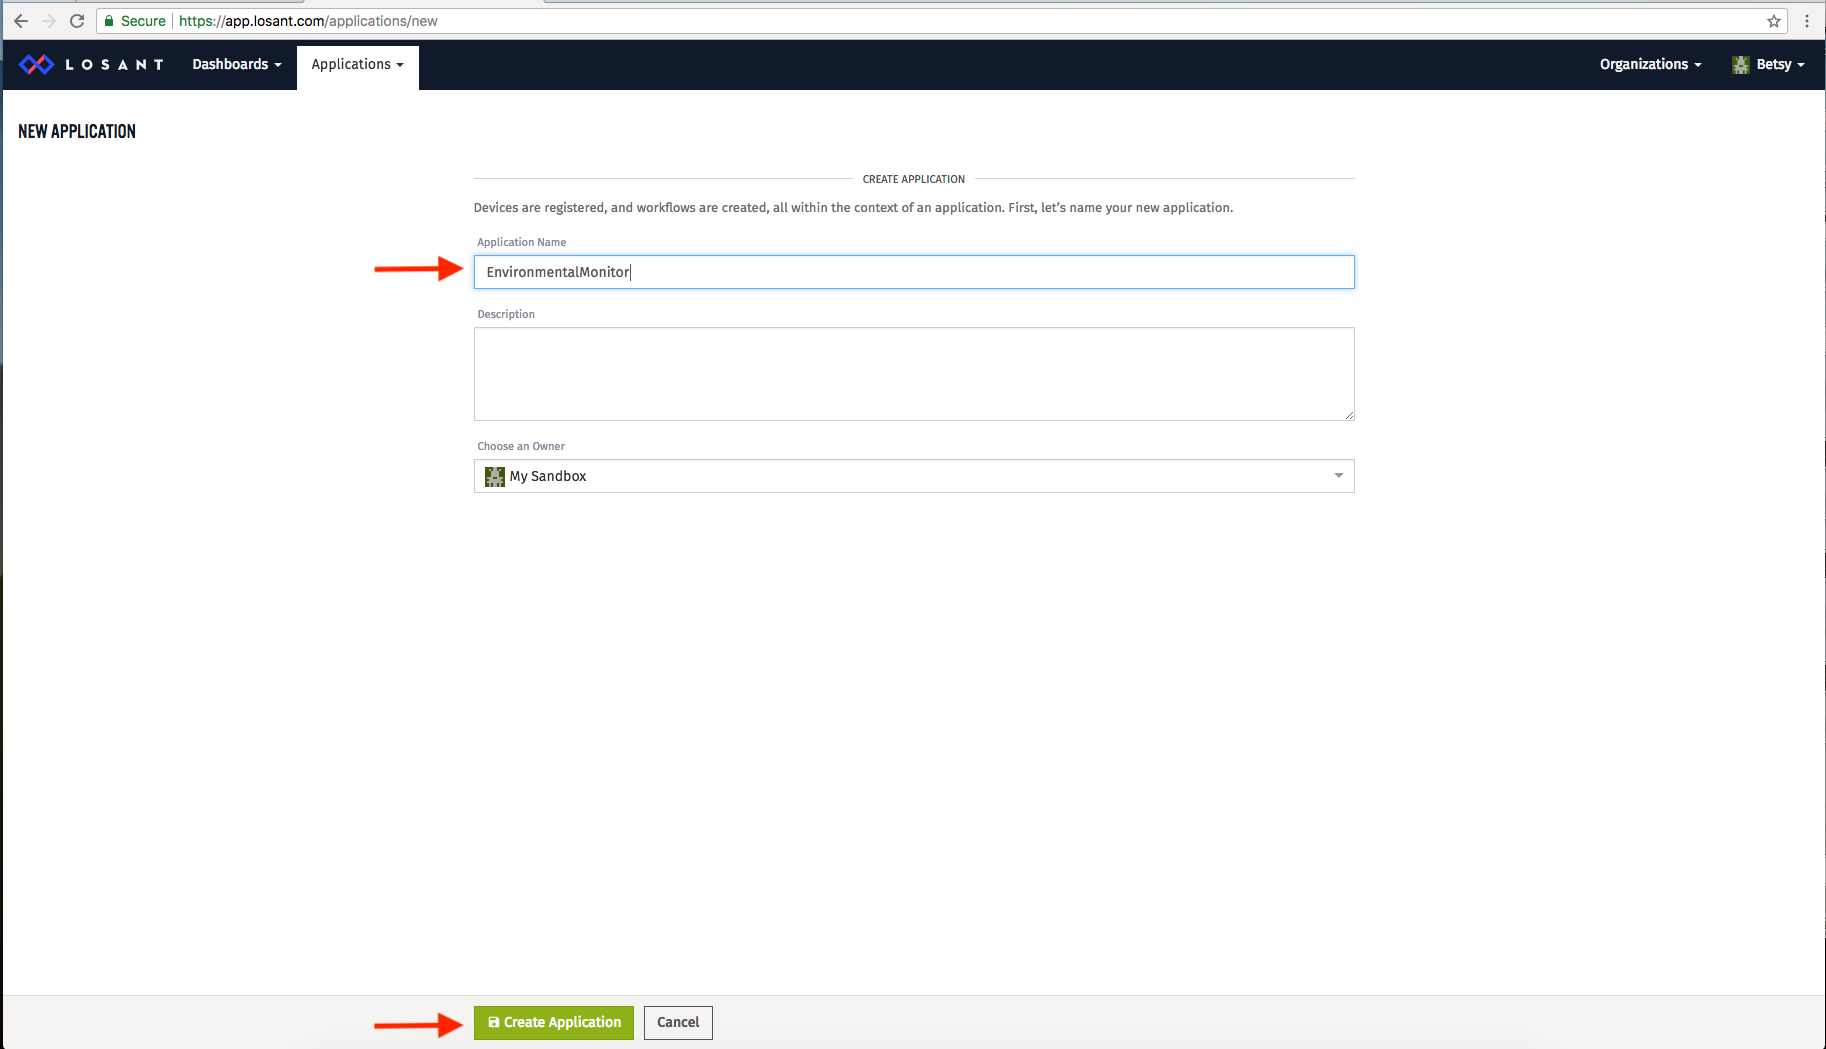 Secure https://app.losant.com/applications/new
LOSANT Dashboards Applications Organizations Betsy
NEW APPLICATION
CREATE APPLICATION
Devices are registered, and workflows are created, all within the context of an application. First, let's name your new application.
Application Name
EnvironmentalMonitor
Description
Choose an Owner
My Sandbox
Create Application Cancel